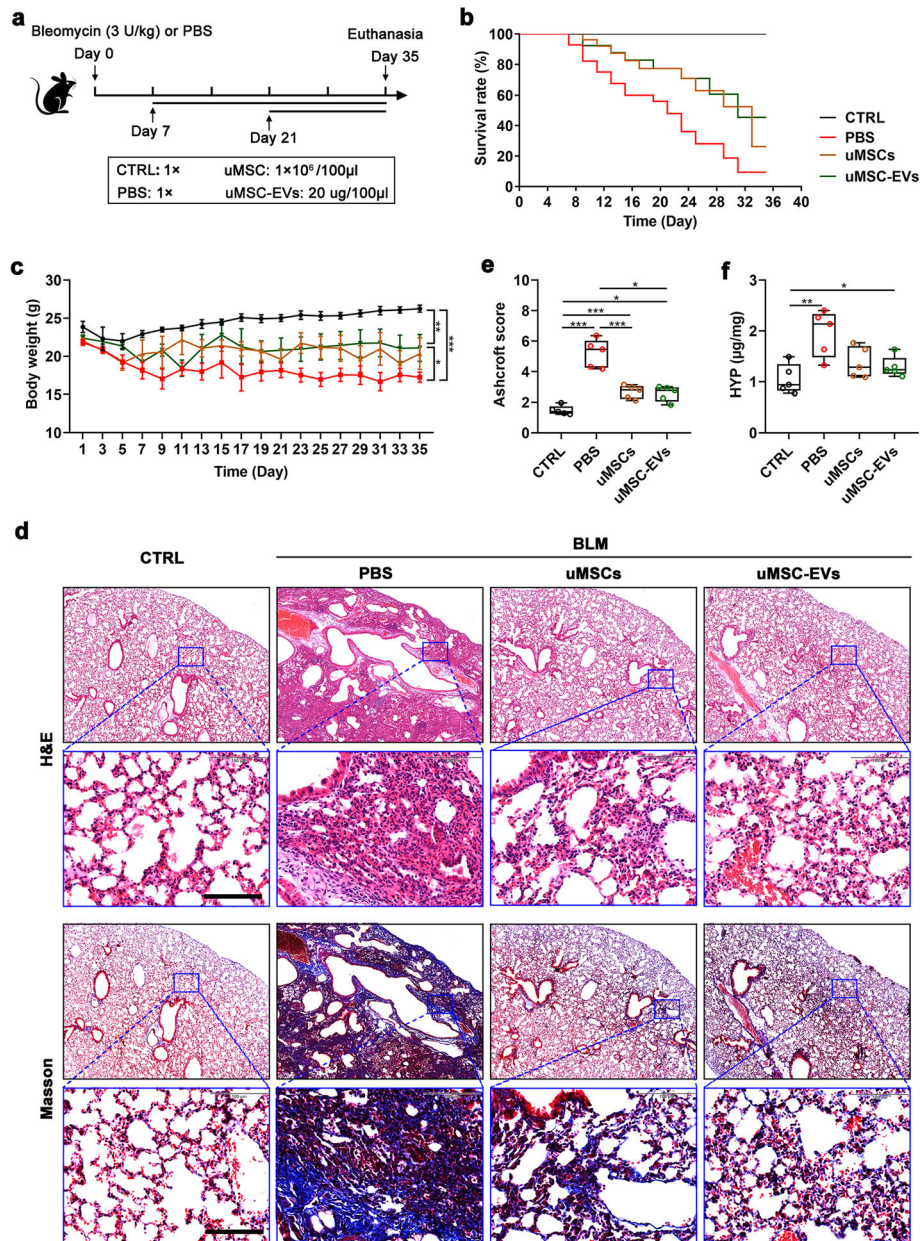 a
Bleomycin (3 U/kg) or PBS
Day 0
Euthanasia
Day 35
Day 7
Day 21
CTRL: 1×
uMSC: 1×10⁶/100µl
PBS: 1×
uMSC-EVs: 20 ug/100µl
b
Survival rate (%)
100
80
60
40
20
0
0 4 8 12 16 20 24 28 32 36 40
Time (Day)
CTRL
PBS
uMSCs
uMSC-EVs
c
Body weight (g)
30
25
20
15
10
1 3 5 7 9 11 13 15 17 19 21 23 25 27 29 31 33 35
Time (Day)
**
*
***
e
Ashcroft score
8
6
4
2
0
*
*
***
*** ***
CTRL
PBS
uMSCs
uMSC-EVs
f
HYP (µg/mg)
3
2
1
0
*
**
CTRL
PBS
uMSCs
uMSC-EVs
d
BLM
CTRL
PBS
uMSCs
uMSC-EVs
H&E
Masson